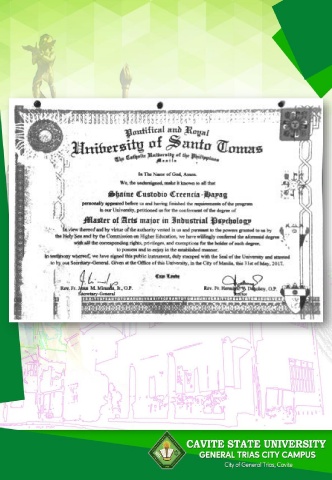 Pontifical and Royal
University of Santo Tomas
The Catholic University of the Philippines
Manila
In The Name of God, Amen.
We, the undersigned, make it known to all that
Shaine Custodio Crrencia-Hayag
personally appeared before us and having finished the requirements of the program
in our University, petitioned us for the conferment of the degree of
Master of Arts major in Industrial Psychology
In view thereof and by virtue of the authority vested in us and pursuant to the powers granted to us by
the Holy See and by the Commission on Higher Education, we have willingly conferred the aforesaid degree
with all the corresponding rights, privileges, and exemptions for the holder of such degree,
to possess and to enjoy in the established manner.
In testimony whereof, we have signed this public instrument, duly stamped with the Seal of the University and attested
to by our Secretary-General. Given at the Office of this University, in the City of Manila, this 31st of May, 2017.
Rev. Fr. Jesús M. Miranda, Jr., O.P.
Secretary-General
Rev. Fr. Herminio V. Dagohoy, O.P.
Rector
CAVITE STATE UNIVERSITY
GENERAL TRIAS CITY CAMPUS
City of General Trias, Cavite